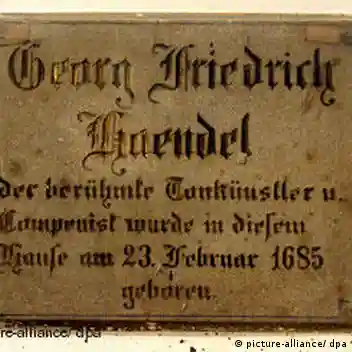 Georg Friedrich
Haendel
der berühmte Tonkünstler u.
Componist wurde in diesem
Hause am 23. Februar 1685
geboren.
re-alliance/ dpa
@ picture-alliance/ dpa